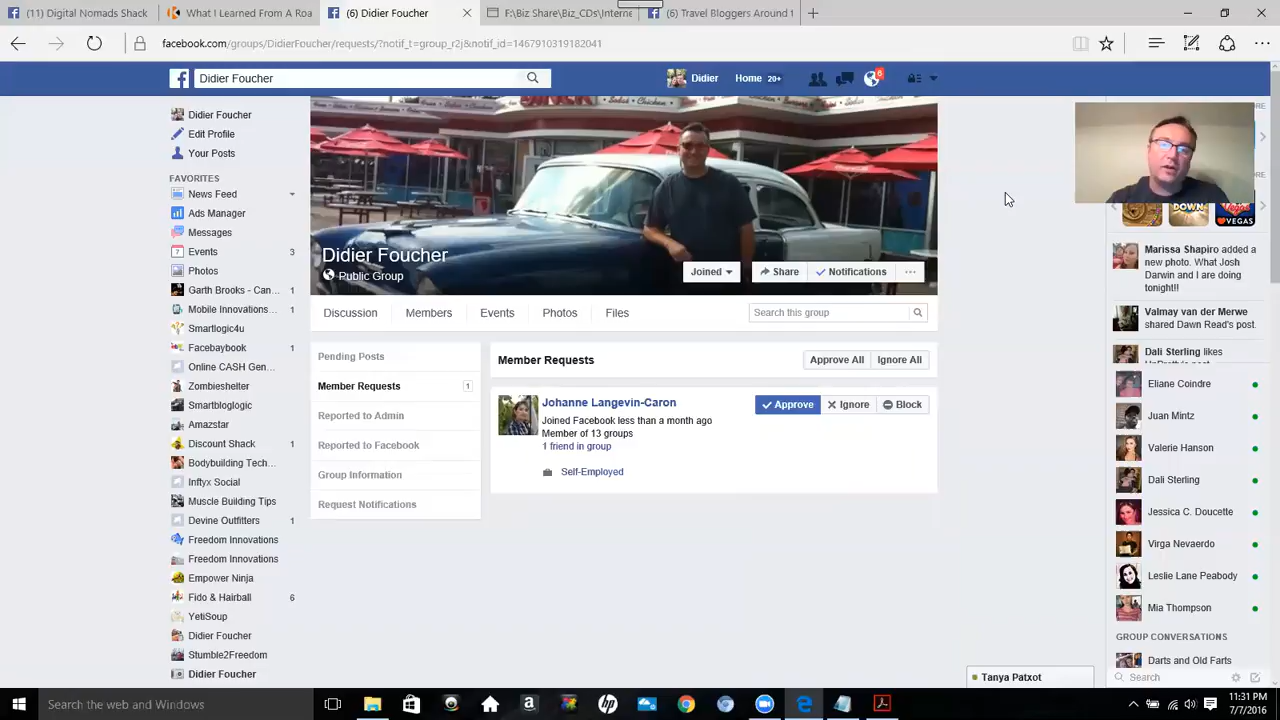 (11) Digital Nomads Shack
What I Learned From A Roa
(6) Didier Foucher
F:\Biz Share\Biz_CDs\Interne
(6) Travel Bloggers Around t
facebook.com/groups/DidierFoucher/requests/?notif_t=group_r2j&notif_id=1467910319182041
Didier Foucher
Didier
Home 20+
6
Didier Foucher
Edit Profile
Your Posts
FAVORITES
News Feed
Ads Manager
Messages
Events 3
Photos
Garth Brooks - Can... 1
Mobile Innovations... 1
Smartlogic4u
Facebaybook 1
Online CASH Gen...
Zombieshelter
Smartbloglogic
Amazstar
Discount Shack 1
Bodybuilding Tech...
Inftyx Social
Muscle Building Tips
Devine Outfitters 1
Freedom Innovations
Freedom Innovations
Empower Ninja
Fido & Hairball 6
YetiSoup
Didier Foucher
Stumble2Freedom
Didier Foucher
Didier Foucher
Public Group
Joined
Share
Notifications
Discussion
Members
Events
Photos
Files
Search this group
Pending Posts
Member Requests 1
Reported to Admin
Reported to Facebook
Group Information
Request Notifications
Member Requests
Approve All
Ignore All
Johanne Langevin-Caron
Joined Facebook less than a month ago
Member of 13 groups
1 friend in group
Self-Employed
Approve
Ignore
Block
ORE
RE
DOWN
VEGAS
Marissa Shapiro added a
new photo. What Josh
Darwin and I are doing
tonight!!
Valmay van der Merwe
shared Dawn Read's post.
Dali Sterling likes
Eliane Coindre
Juan Mintz
Valerie Hanson
Dali Sterling
Jessica C. Doucette
Virga Nevaerdo
Leslie Lane Peabody
Mia Thompson
GROUP CONVERSATIONS
Darts and Old Farts
Search
Tanya Patxot
Search the web and Windows
11:31 PM
7/7/2016